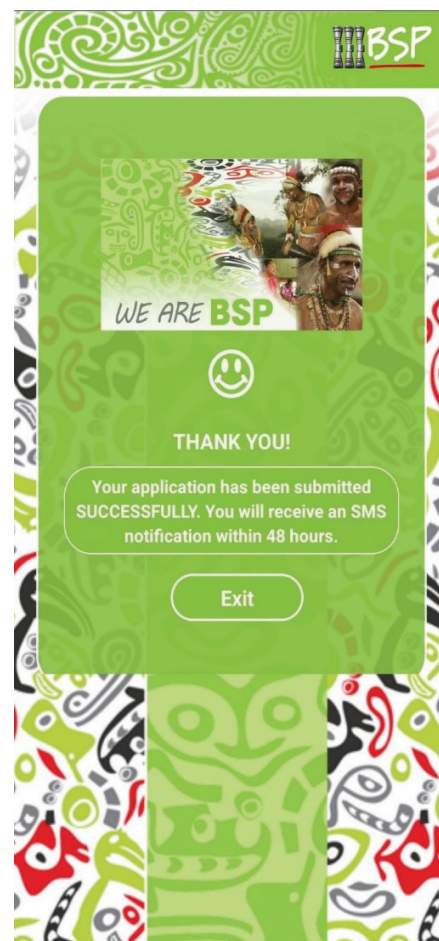 BSP
WE ARE BSP
THANK YOU!
Your application has been submitted
SUCCESSFULLY. You will receive an SMS
notification within 48 hours.
Exit